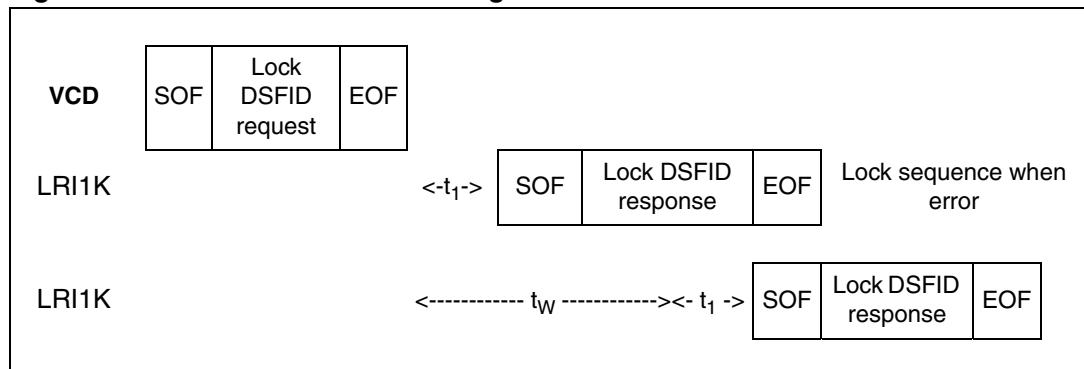 VCD SOF Lock DSFID request EOF
LRI1K <-t1-> SOF Lock DSFID response EOF Lock sequence when error
LRI1K <------------ tW ------------><- t1 -> SOF Lock DSFID response EOF